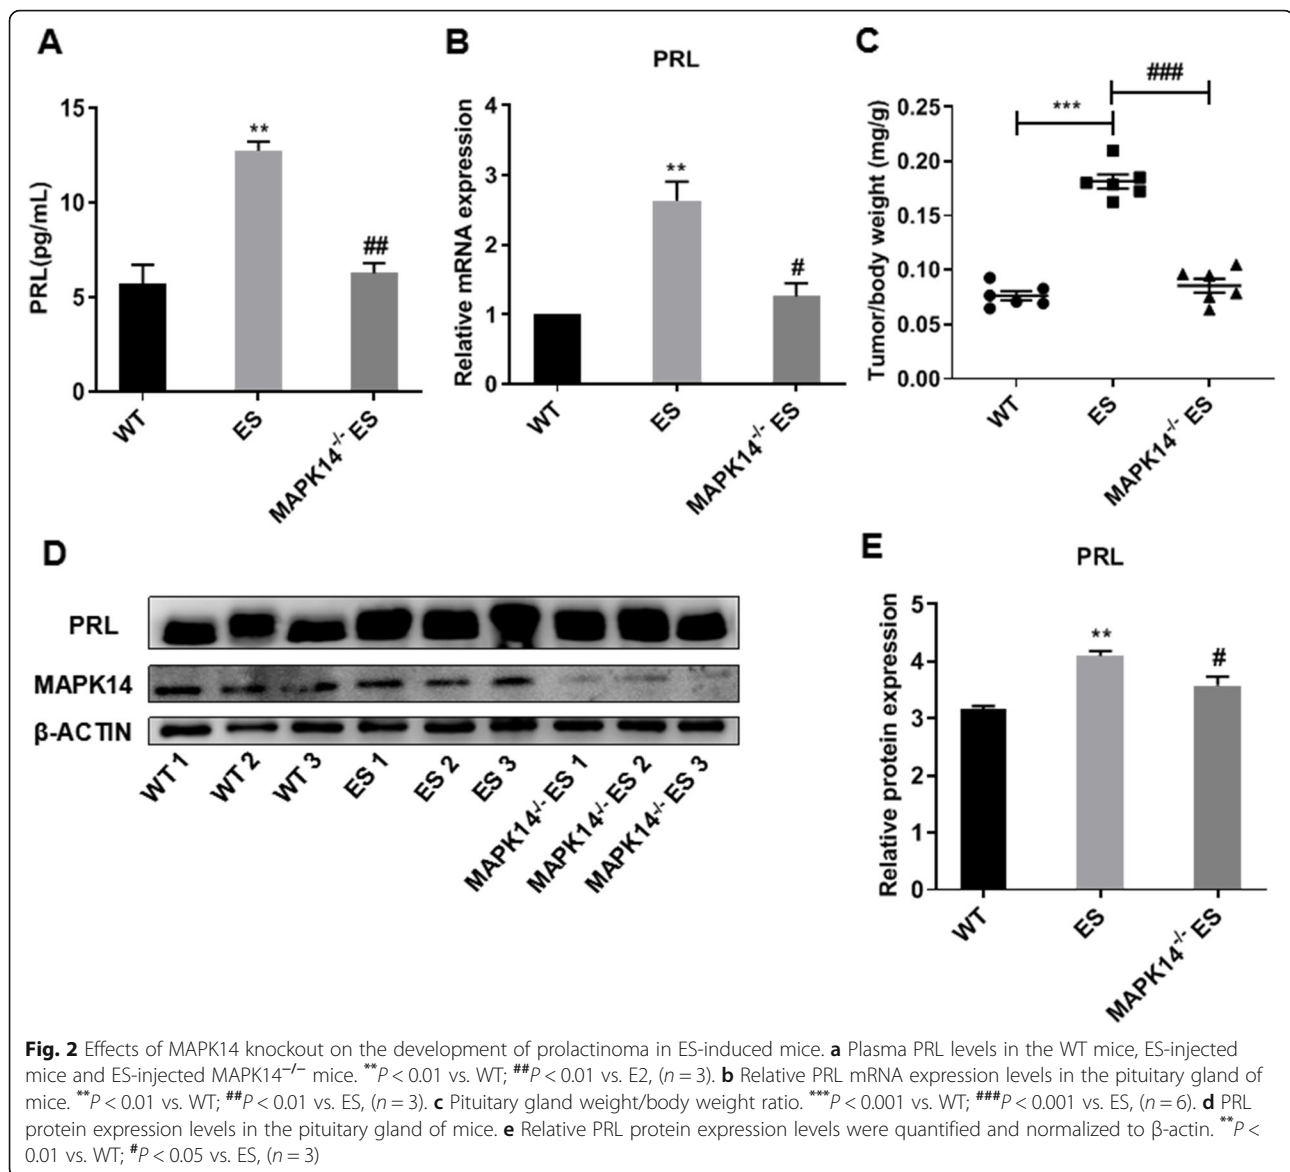 A
PRL(pg/mL)
15
10
5
0
**
##
WT
ES
MAPK14-/- ES
B
PRL
Relative mRNA expression
4
3
2
1
0
**
#
WT
ES
MAPK14-/- ES
C
Tumor/body weight (mg/g)
0.25
0.20
0.15
0.10
0.05
0.00
***
###
WT
ES
MAPK14-/- ES
D
PRL
MAPK14
β-ACTIN
WT 1
WT 2
WT 3
ES 1
ES 2
ES 3
MAPK14-/- ES 1
MAPK14-/- ES 2
MAPK14-/- ES 3
E
PRL
Relative protein expression
5
4
3
2
1
0
**
#
WT
ES
MAPK14-/- ES
Fig. 2 Effects of MAPK14 knockout on the development of prolactinoma in ES-induced mice. a Plasma PRL levels in the WT mice, ES-injected
mice and ES-injected MAPK14−/− mice. **P < 0.01 vs. WT; ##P < 0.01 vs. E2, (n = 3). b Relative PRL mRNA expression levels in the pituitary gland of
mice. **P < 0.01 vs. WT; ##P < 0.01 vs. ES, (n = 3). c Pituitary gland weight/body weight ratio. ***P < 0.001 vs. WT; ###P < 0.001 vs. ES, (n = 6). d PRL
protein expression levels in the pituitary gland of mice. e Relative PRL protein expression levels were quantified and normalized to β-actin. **P <
0.01 vs. WT; #P < 0.05 vs. ES, (n = 3)